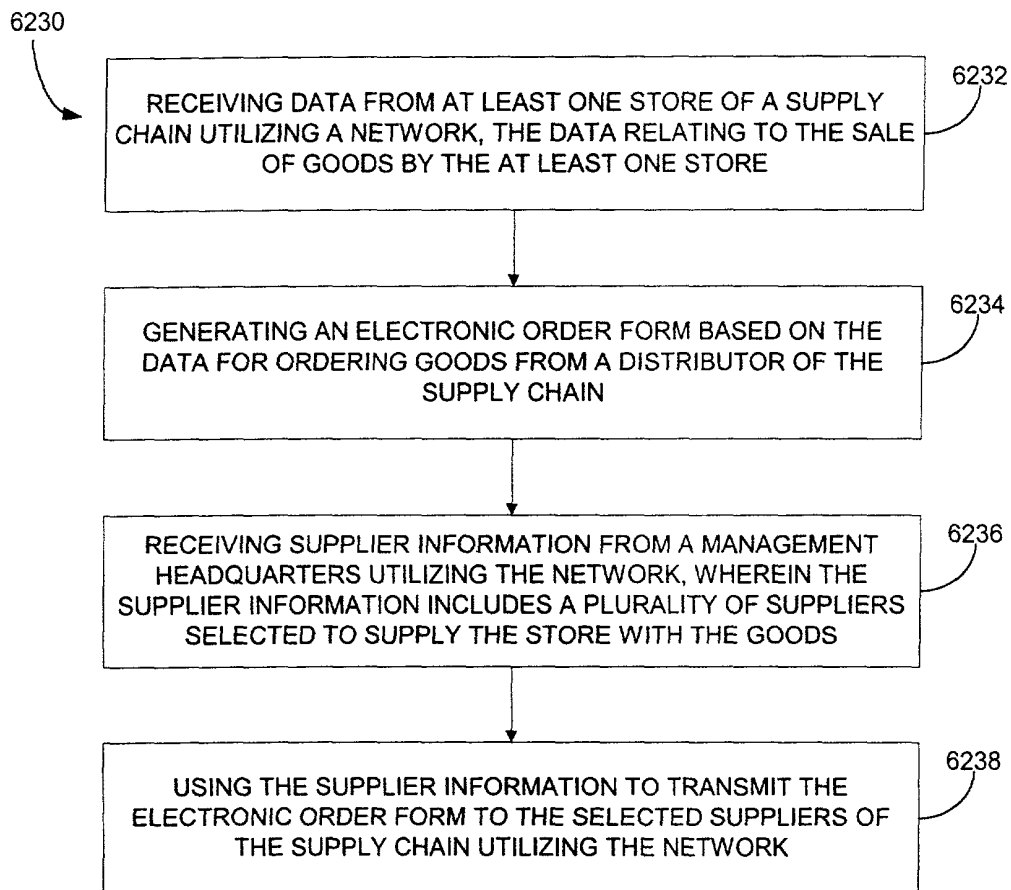 6230
6232
RECEIVING DATA FROM AT LEAST ONE STORE OF A SUPPLY
CHAIN UTILIZING A NETWORK, THE DATA RELATING TO THE SALE
OF GOODS BY THE AT LEAST ONE STORE
6234
GENERATING AN ELECTRONIC ORDER FORM BASED ON THE
DATA FOR ORDERING GOODS FROM A DISTRIBUTOR OF THE
SUPPLY CHAIN
6236
RECEIVING SUPPLIER INFORMATION FROM A MANAGEMENT
HEADQUARTERS UTILIZING THE NETWORK, WHEREIN THE
SUPPLIER INFORMATION INCLUDES A PLURALITY OF SUPPLIERS
SELECTED TO SUPPLY THE STORE WITH THE GOODS
6238
USING THE SUPPLIER INFORMATION TO TRANSMIT THE
ELECTRONIC ORDER FORM TO THE SELECTED SUPPLIERS OF
THE SUPPLY CHAIN UTILIZING THE NETWORK